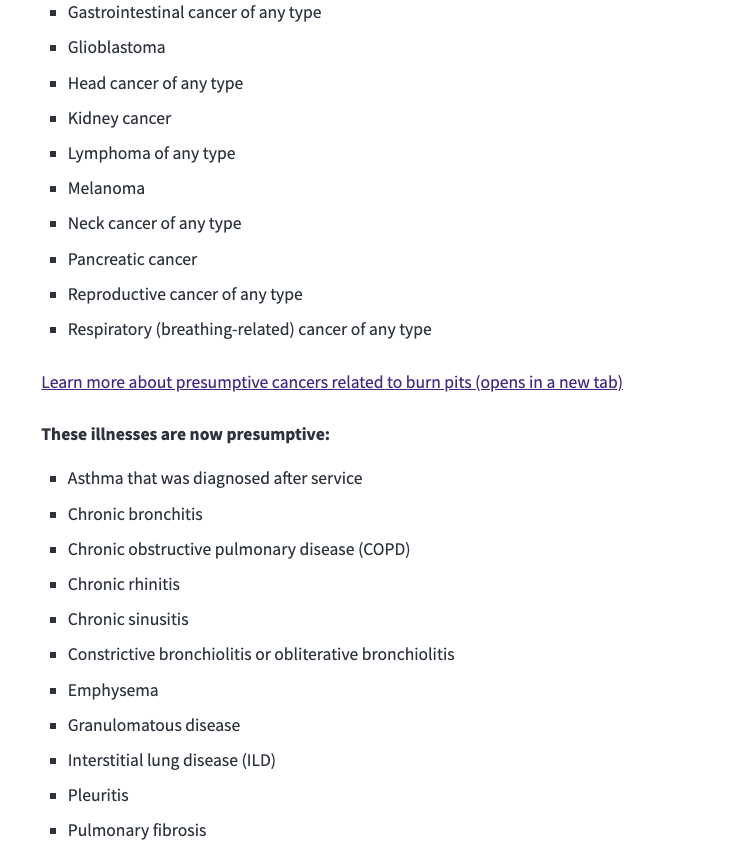 Gastrointestinal cancer of any type
Glioblastoma
Head cancer of any type
Kidney cancer
Lymphoma of any type
Melanoma
Neck cancer of any type
Pancreatic cancer
Reproductive cancer of any type
Respiratory (breathing-related) cancer of any type
Learn more about presumptive cancers related to burn pits (opens in a new tab)
These illnesses are now presumptive:
Asthma that was diagnosed after service
Chronic bronchitis
Chronic obstructive pulmonary disease (COPD)
Chronic rhinitis
Chronic sinusitis
Constrictive bronchiolitis or obliterative bronchiolitis
Emphysema
Granulomatous disease
Interstitial lung disease (ILD)
Pleuritis
Pulmonary fibrosis